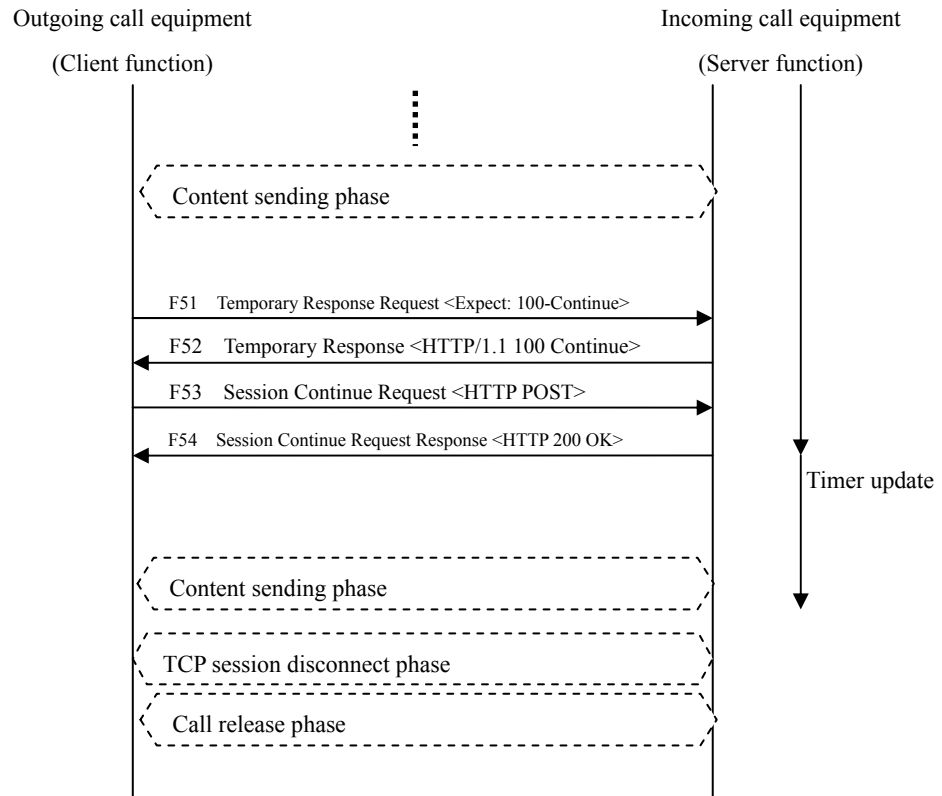 Outgoing call equipment
(Client function)
Incoming call equipment
(Server function)
Content sending phase
F51 Temporary Response Request <Expect: 100-Continue>
F52 Temporary Response <HTTP/1.1 100 Continue>
F53 Session Continue Request <HTTP POST>
F54 Session Continue Request Response <HTTP 200 OK>
Timer update
Content sending phase
TCP session disconnect phase
Call release phase